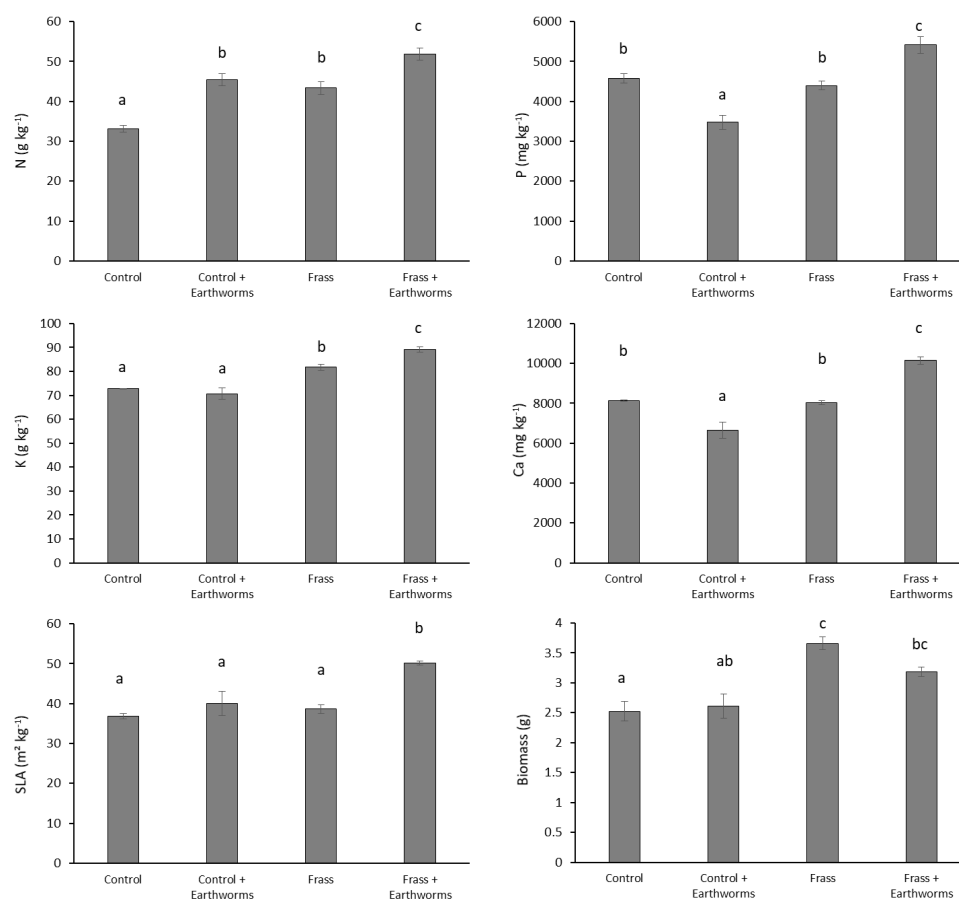 N (g kg⁻¹)
60
50
40
30
20
10
0
a
b
b
c
Control
Control +
Earthworms
Frass
Frass +
Earthworms
P (mg kg⁻¹)
6000
5000
4000
3000
2000
1000
0
b
a
b
c
Control
Control +
Earthworms
Frass
Frass +
Earthworms
K (g kg⁻¹)
100
90
80
70
60
50
40
30
20
10
0
a
a
b
c
Control
Control +
Earthworms
Frass
Frass +
Earthworms
Ca (mg kg⁻¹)
12000
10000
8000
6000
4000
2000
0
b
a
b
c
Control
Control +
Earthworms
Frass
Frass +
Earthworms
SLA (m² kg⁻¹)
60
50
40
30
20
10
0
a
a
a
b
Control
Control +
Earthworms
Frass
Frass +
Earthworms
Biomass (g)
4
3.5
3
2.5
2
1.5
1
0.5
0
a
ab
c
bc
Control
Control +
Earthworms
Frass
Frass +
Earthworms